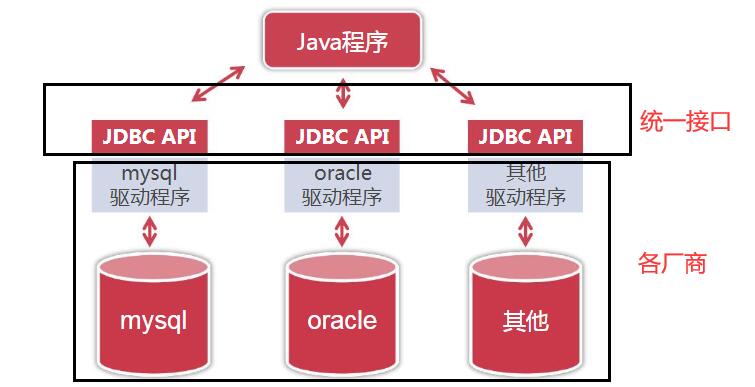 Java程序
JDBC API
JDBC API
JDBC API
统一接口
mysql
驱动程序
oracle
驱动程序
其他
驱动程序
各厂商
mysql
oracle
其他